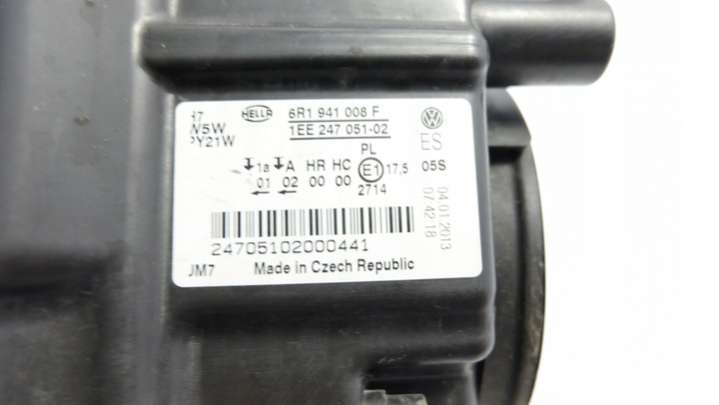 H7
W5W
PY21W
HELLA
6R1 941 008 F
1EE 247 051-02
ES
PL
1a A HR HC E1 17,5 05S
01 02 00 00 2714
04.01.2013
07:42:18
24705102000441
JM7 Made in Czech Republic